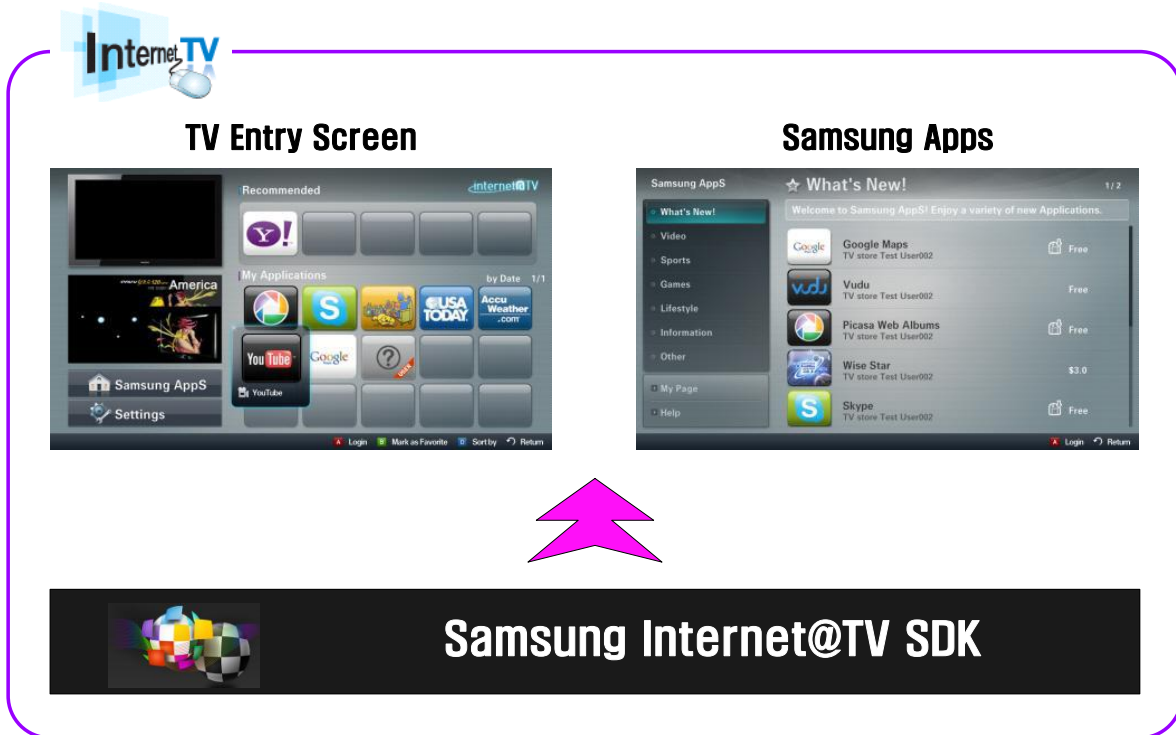 Internet TV
TV Entry Screen
Recommended
internet@TV
Y!
My Applications
by Date 1/1
America
S
USA
TODAY
Accu
Weather
.com
You Tube
Google
?
USER
YouTube
Samsung AppS
Settings
A Login B Mark as Favorite D Sort by Return
Samsung Apps
Samsung AppS
What's New!
1/2
Welcome to Samsung AppS! Enjoy a variety of new Applications.
What's New!
Video
Sports
Games
Lifestyle
Information
Other
My Page
Help
Google
Google Maps
TV store Test User002
Free
vudu
Vudu
TV store Test User002
Free
Picasa Web Albums
TV store Test User002
Free
Wise Star
TV store Test User002
$3.0
S
Skype
TV store Test User002
Free
A Login Return
Samsung Internet@TV SDK